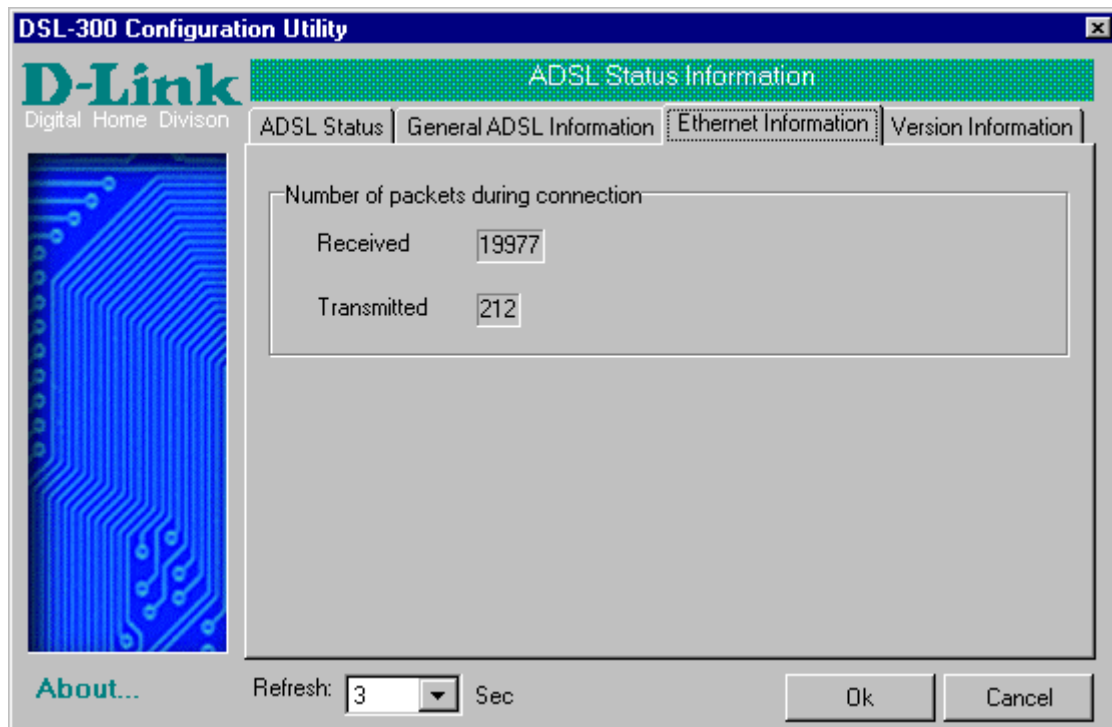 DSL-300 Configuration Utility
D-Link
Digital Home Divison
ADSL Status Information
ADSL Status
General ADSL Information
Ethernet Information
Version Information
Number of packets during connection
Received 19977
Transmitted 212
About...
Refresh: 3 Sec
Ok
Cancel